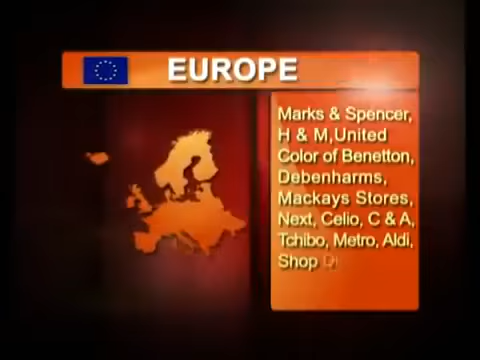 EUROPE
Marks & Spencer,
H & M,United
Color of Benetton,
Debenharms,
Mackays Stores,
Next, Celio, C & A,
Tchibo, Metro, Aldi,
Shop